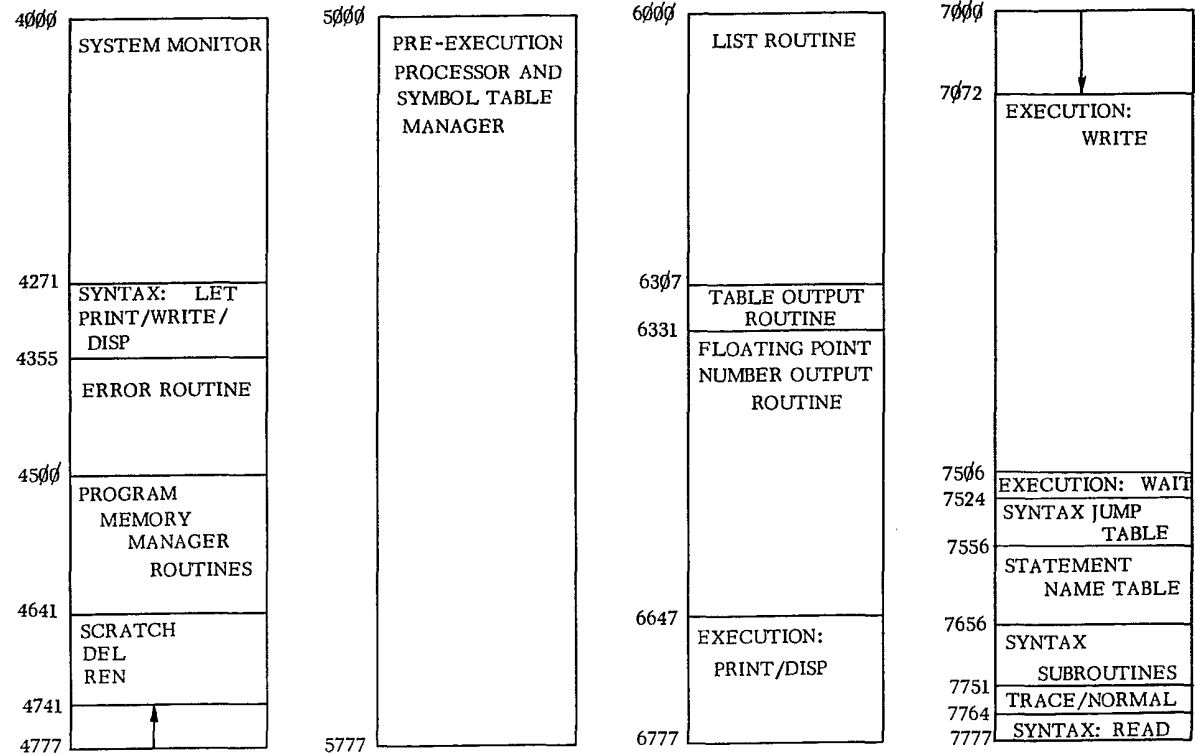 4000
SYSTEM MONITOR
4271
SYNTAX: LET
PRINT/WRITE/
DISP
4355
ERROR ROUTINE
4500
PROGRAM
MEMORY
MANAGER
ROUTINES
4641
SCRATCH
DEL
REN
4741
4777
5000
PRE-EXECUTION
PROCESSOR AND
SYMBOL TABLE
MANAGER
5777
6000
LIST ROUTINE
6307
TABLE OUTPUT
ROUTINE
6331
FLOATING POINT
NUMBER OUTPUT
ROUTINE
6647
EXECUTION:
PRINT/DISP
6777
7000
7072
EXECUTION:
WRITE
7506
EXECUTION: WAIT
7524
SYNTAX JUMP
TABLE
7556
STATEMENT
NAME TABLE
7656
SYNTAX
SUBROUTINES
7751
TRACE/NORMAL
7764
SYNTAX: READ
7777